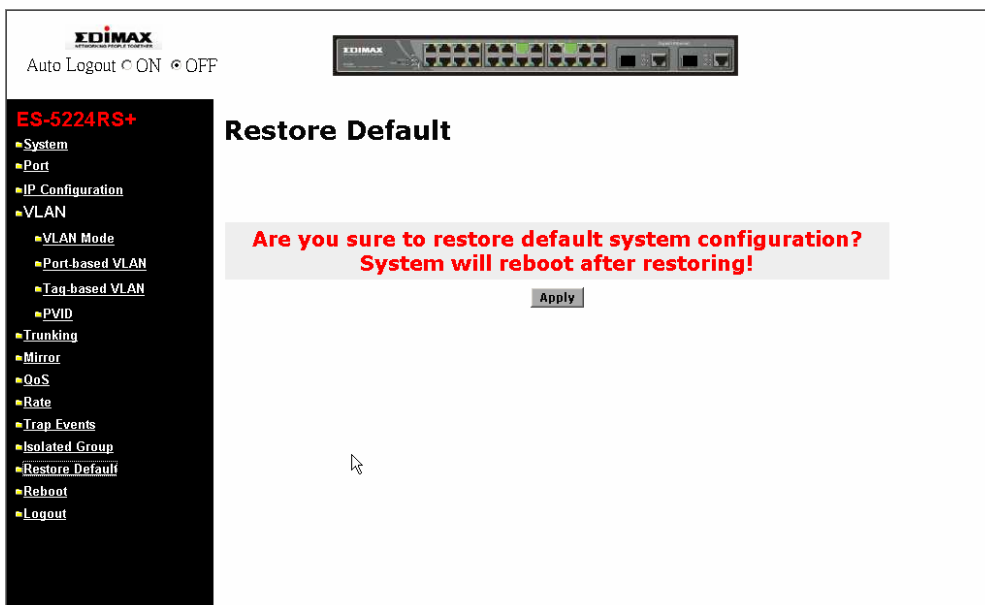 EDIMAX
NETWORKING PEOPLE TOGETHER
Auto Logout ON OFF
EDIMAX
ES-5224RS+
System
Port
IP Configuration
VLAN
VLAN Mode
Port-based VLAN
Tag-based VLAN
PVID
Trunking
Mirror
QoS
Rate
Trap Events
Isolated Group
Restore Default
Reboot
Logout
Restore Default
Are you sure to restore default system configuration?
System will reboot after restoring!
Apply